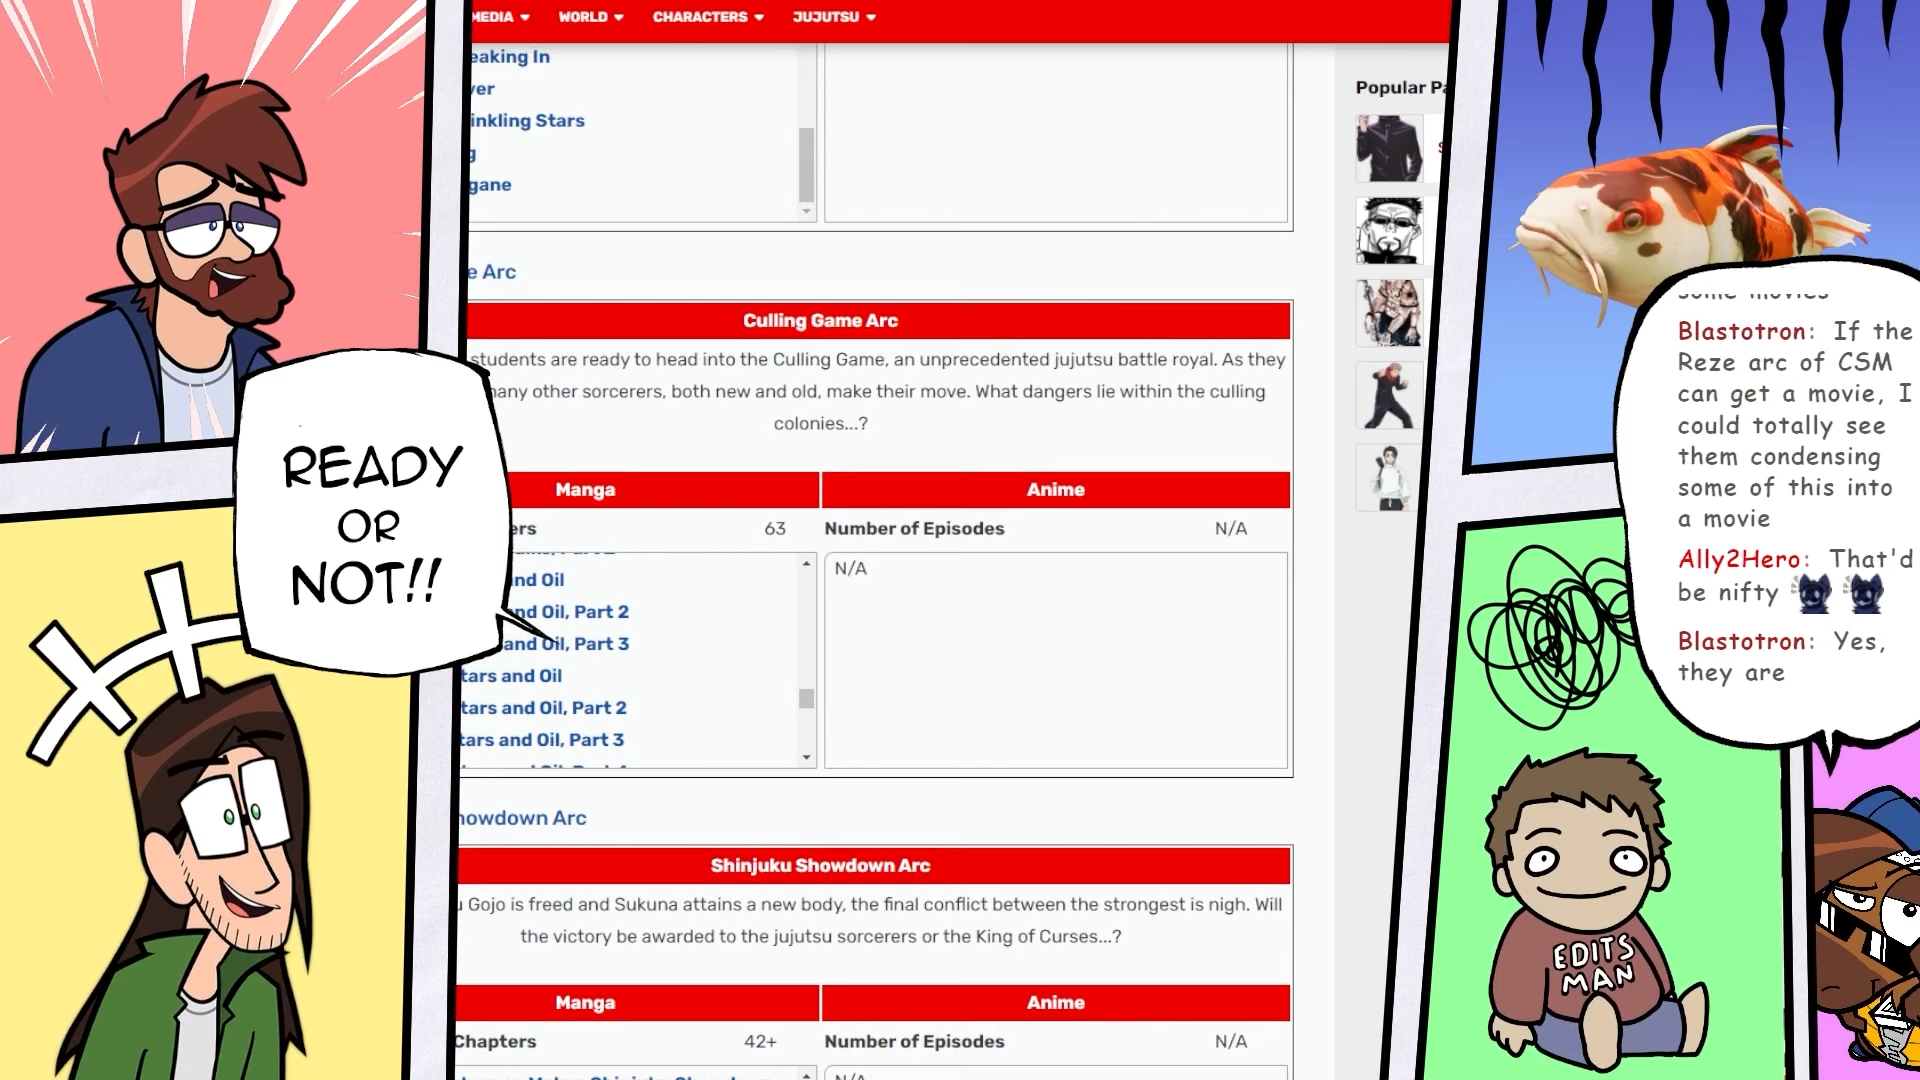 MEDIA
WORLD
CHARACTERS
JUJUTSU
eaking In
ver
inkling Stars
g
gane
Popular Pa
e Arc
Culling Game Arc
students are ready to head into the Culling Game, an unprecedented jujutsu battle royal. As they
many other sorcerers, both new and old, make their move. What dangers lie within the culling
colonies...?
Manga
Anime
ers
63
Number of Episodes
N/A
nd Oil
nd Oil, Part 2
and Oil, Part 3
tars and Oil
tars and Oil, Part 2
tars and Oil, Part 3
N/A
howdown Arc
Shinjuku Showdown Arc
u Gojo is freed and Sukuna attains a new body, the final conflict between the strongest is nigh. Will
the victory be awarded to the jujutsu sorcerers or the King of Curses...?
Manga
Anime
Chapters
42+
Number of Episodes
N/A
N/A
READY
OR
NOT!!
some movies
Blastotron: If the
Reze arc of CSM
can get a movie, I
could totally see
them condensing
some of this into
a movie
Ally2Hero: That'd
be nifty
Blastotron: Yes,
they are
EDITS
MAN